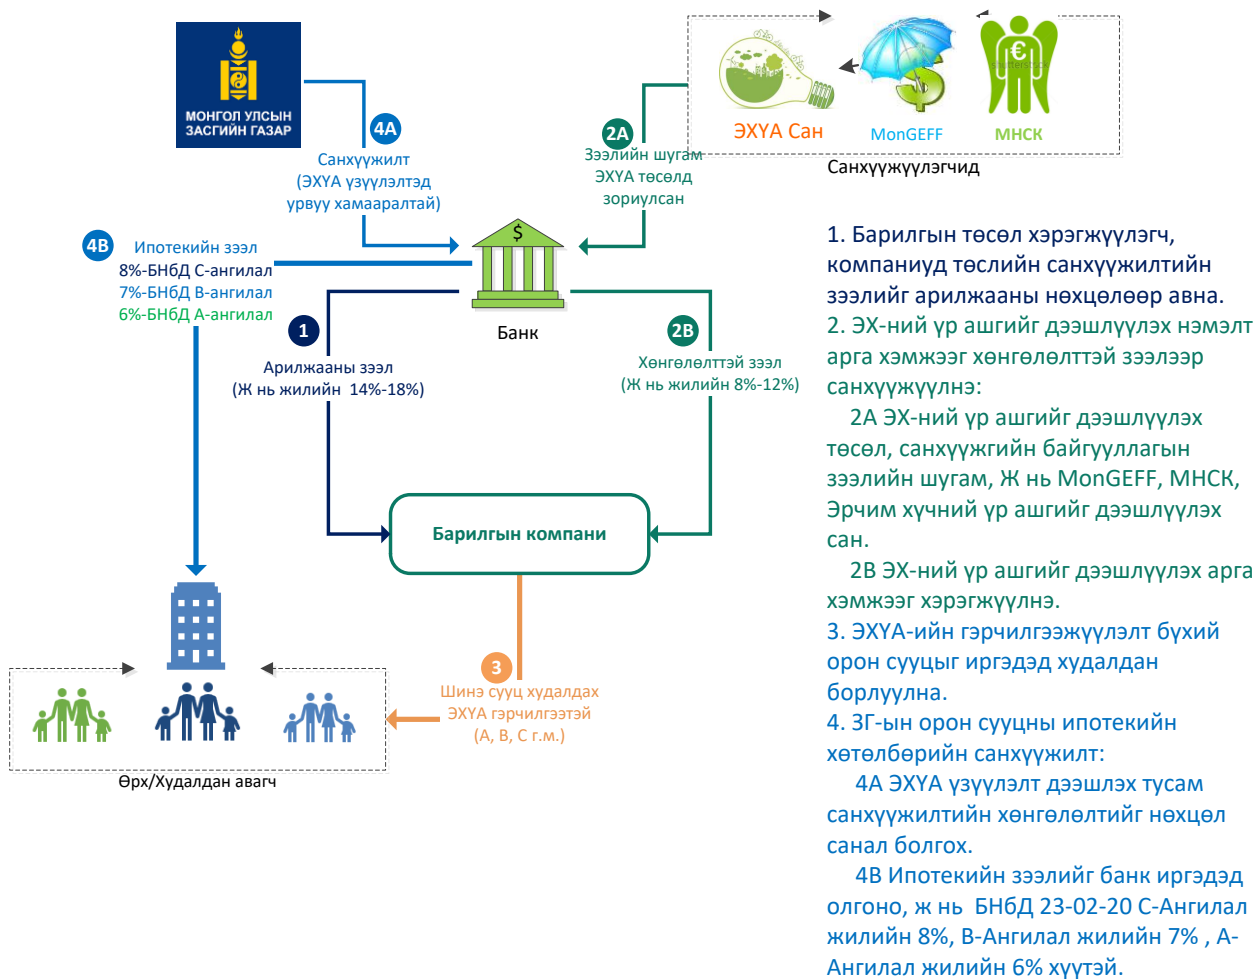 МОНГОЛ УЛСЫН
ЗАСГИЙН ГАЗАР
4A
Санхүүжилт
(ЭХҮА үзүүлэлтэд
урвуу хамааралтай)
2A
Зээлийн шугам
ЭХҮА төсөлд
зориулсан
$
€
shutterstock
ЭХҮА Сан
MonGEFF
МНСК
Санхүүжүүлэгчид
4B
Ипотекийн зээл
8%-БНбД С-ангилал
7%-БНбД В-ангилал
6%-БНбД А-ангилал
$
Банк
1
Арилжааны зээл
(Ж нь жилийн 14%-18%)
2B
Хөнгөлөлттэй зээл
(Ж нь жилийн 8%-12%)
Барилгын компани
3
Шинэ сууц худалдах
ЭХҮА гэрчилгээтэй
(А, В, С г.м.)
Өрх/Худалдан авагч
1. Барилгын төсөл хэрэгжүүлэгч,
компаниуд төслийн санхүүжилтийн
зээлийг арилжааны нөхцөлөөр авна.
2. ЭХ-ний үр ашгийг дээшлүүлэх нэмэлт
арга хэмжээг хөнгөлөлттэй зээлээр
санхүүжүүлнэ:
2А ЭХ-ний үр ашгийг дээшлүүлэх
төсөл, санхүүжгийн байгууллагын
зээлийн шугам, Ж нь MonGEFF, МНСК,
Эрчим хүчний үр ашгийг дээшлүүлэх
сан.
2В ЭХ-ний үр ашгийг дээшлүүлэх арга
хэмжээг хэрэгжүүлнэ.
3. ЭХҮА-ийн гэрчилгээжүүлэлт бүхий
орон сууцыг иргэдэд худалдан
борлуулна.
4. ЗГ-ын орон сууцны ипотекийн
хөтөлбөрийн санхүүжилт:
4А ЭХҮА үзүүлэлт дээшлэх тусам
санхүүжилтийн хөнгөлөлтийг нөхцөл
санал болгох.
4В Ипотекийн зээлийг банк иргэдэд
олгоно, ж нь БНбД 23-02-20 С-Ангилал
жилийн 8%, В-Ангилал жилийн 7% , А-
Ангилал жилийн 6% хүүтэй.